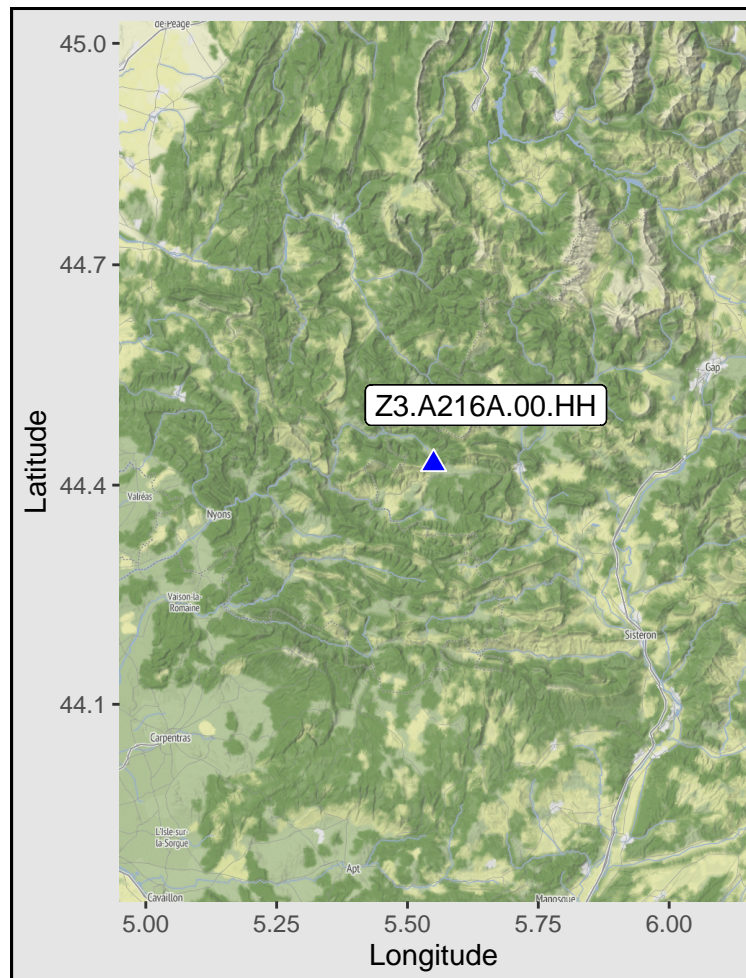 de-Péage
45.0
44.7
Gap
Z3.A216A.00.HH
Latitude
44.4
Valréas
Nyons
Vaison-la-
Romaine
Sisteron
44.1
Carpentras
L'Isle-sur
la-Sorgue
Apt
Cavaillon
Manosque
5.00
5.25
5.50
5.75
6.00
Longitude